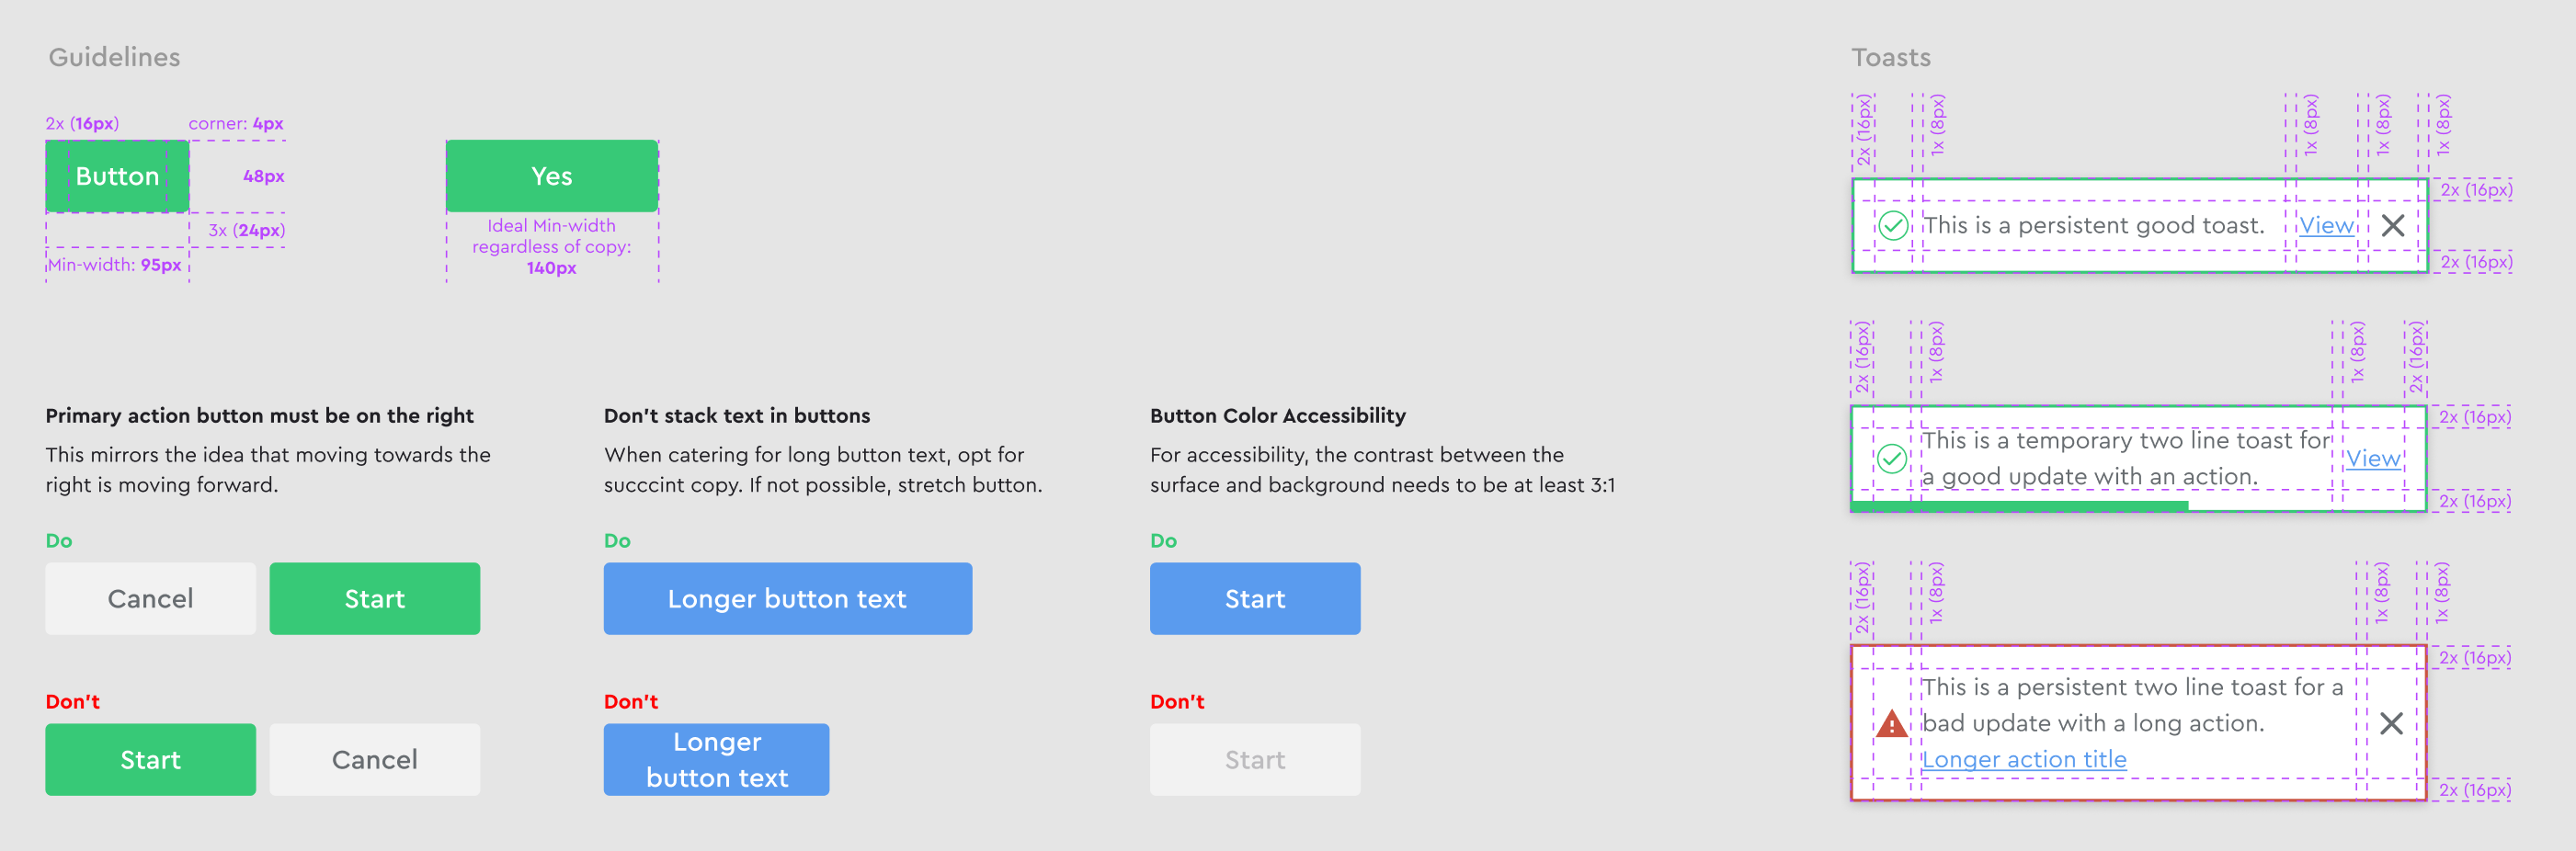 Guidelines
2x (16px)
corner: 4px
Button
48px
3x (24px)
Min-width: 95px
Yes
Ideal Min-width
regardless of copy:
140px
Primary action button must be on the right
This mirrors the idea that moving towards the
right is moving forward.
Do
Cancel
Start
Don't
Start
Cancel
Don't stack text in buttons
When catering for long button text, opt for
succcint copy. If not possible, stretch button.
Do
Longer button text
Don't
Longer
button text
Button Color Accessibility
For accessibility, the contrast between the
surface and background needs to be at least 3:1
Do
Start
Don't
Start
Toasts
2x (16px)
1x (8px)
1x (8px)
1x (8px)
1x (8px)
2x (16px)
This is a persistent good toast.
View
2x (16px)
2x (16px)
1x (8px)
1x (8px)
2x (16px)
2x (16px)
This is a temporary two line toast for
a good update with an action.
View
2x (16px)
2x (16px)
1x (8px)
1x (8px)
1x (8px)
2x (16px)
This is a persistent two line toast for a
bad update with a long action.
Longer action title
2x (16px)